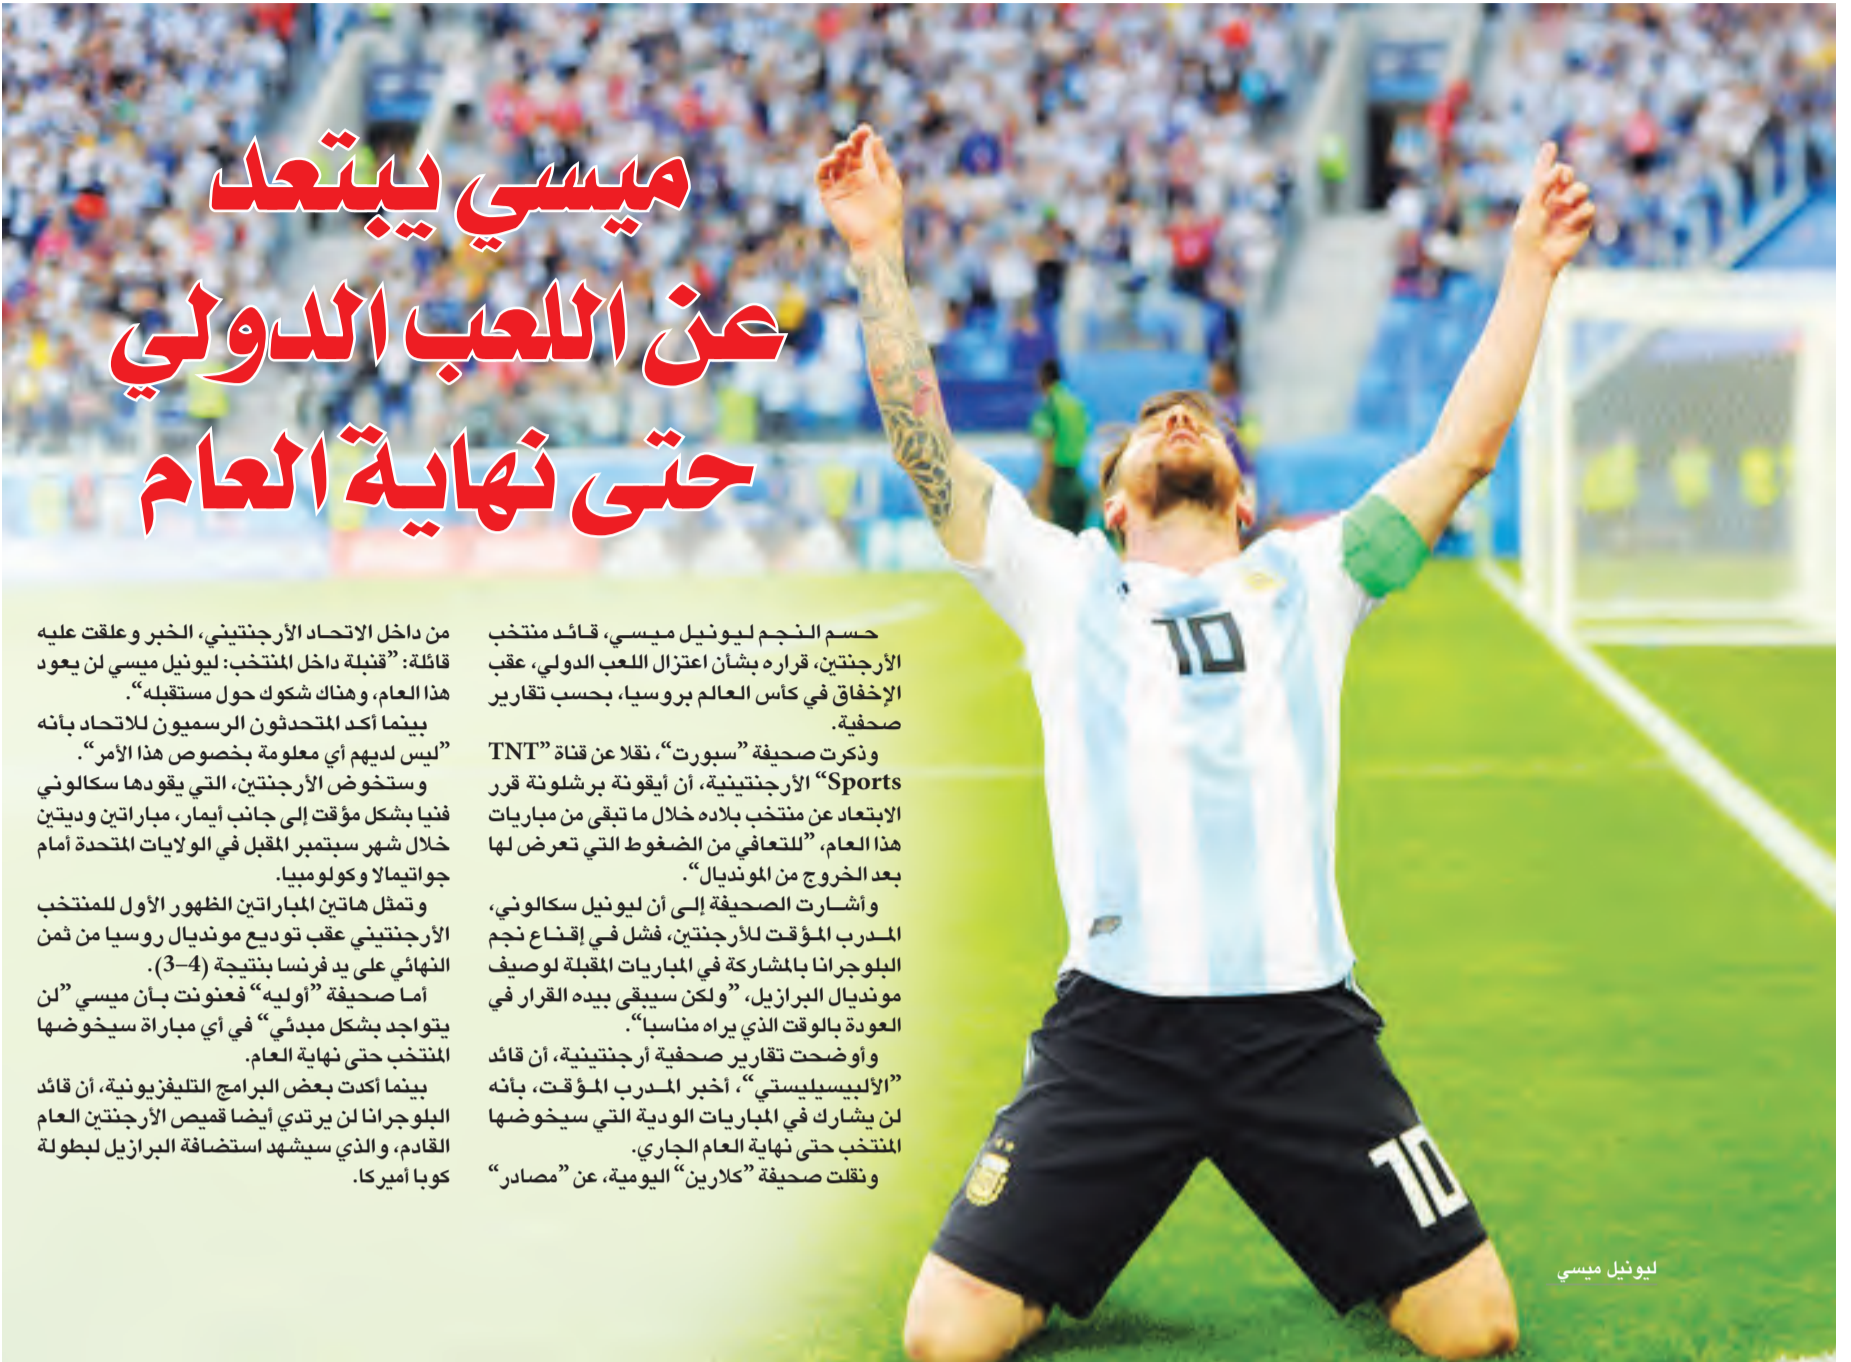 ميسي يبتعد
عن اللعب الدولي
حتى نهاية العام
حسم النجم ليونيل ميسي، قائد منتخب
الأرجنتين، قراره بشأن اعتزال اللعب الدولي، عقب
الإخفاق في كأس العالم بروسيا، بحسب تقارير
صحفية.
وذكرت صحيفة ”سبورت“، نقلا عن قناة ”TNT
Sports“ الأرجنتينية، أن أيقونة برشلونة قرر
الابتعاد عن منتخب بلاده خلال ما تبقى من مباريات
هذا العام، ”للتعافي من الضغوط التي تعرض لها
بعد الخروج من المونديال“.
وأشارت الصحيفة إلى أن ليونيل سكالوني،
المدرب المؤقت للأرجنتين، فشل في إقناع نجم
البلوجرانا بالمشاركة في المباريات المقبلة لوصيف
مونديال البرازيل، ”ولكن سيبقى بيده القرار في
العودة بالوقت الذي يراه مناسبا“.
وأوضحت تقارير صحفية أرجنتينية، أن قائد
”الألبيسيليستي“، أخبر المدرب المؤقت، بأنه
لن يشارك في المباريات الودية التي سيخوضها
المنتخب حتى نهاية العام الجاري.
ونقلت صحيفة ”كلارين“ اليومية، عن ”مصادر“
من داخل الاتحاد الأرجنتيني، الخبر وعلقت عليه
قائلة: ”قنبلة داخل المنتخب: ليونيل ميسي لن يعود
هذا العام، وهناك شكوك حول مستقبله“.
بينما أكد المتحدثون الرسميون للاتحاد بأنه
”ليس لديهم أي معلومة بخصوص هذا الأمر“.
وستخوض الأرجنتين، التي يقودها سكالوني
فنيا بشكل مؤقت إلى جانب أيمار، مباراتين وديتين
خلال شهر سبتمبر المقبل في الولايات المتحدة أمام
جواتيمالا وكولومبيا.
وتمثل هاتين المباراتين الظهور الأول للمنتخب
الأرجنتيني عقب توديع مونديال روسيا من ثمن
النهائي على يد فرنسا بنتيجة (4–3).
أما صحيفة ”أوليه“ فعنونت بأن ميسي ”لن
يتواجد بشكل مبدئي“ في أي مباراة سيخوضها
المنتخب حتى نهاية العام.
بينما أكدت بعض البرامج التليفزيونية، أن قائد
البلوجرانا لن يرتدي أيضا قميص الأرجنتين العام
القادم، والذي سيشهد استضافة البرازيل لبطولة
كوبا أميركا.
10
10
ليونيل ميسي